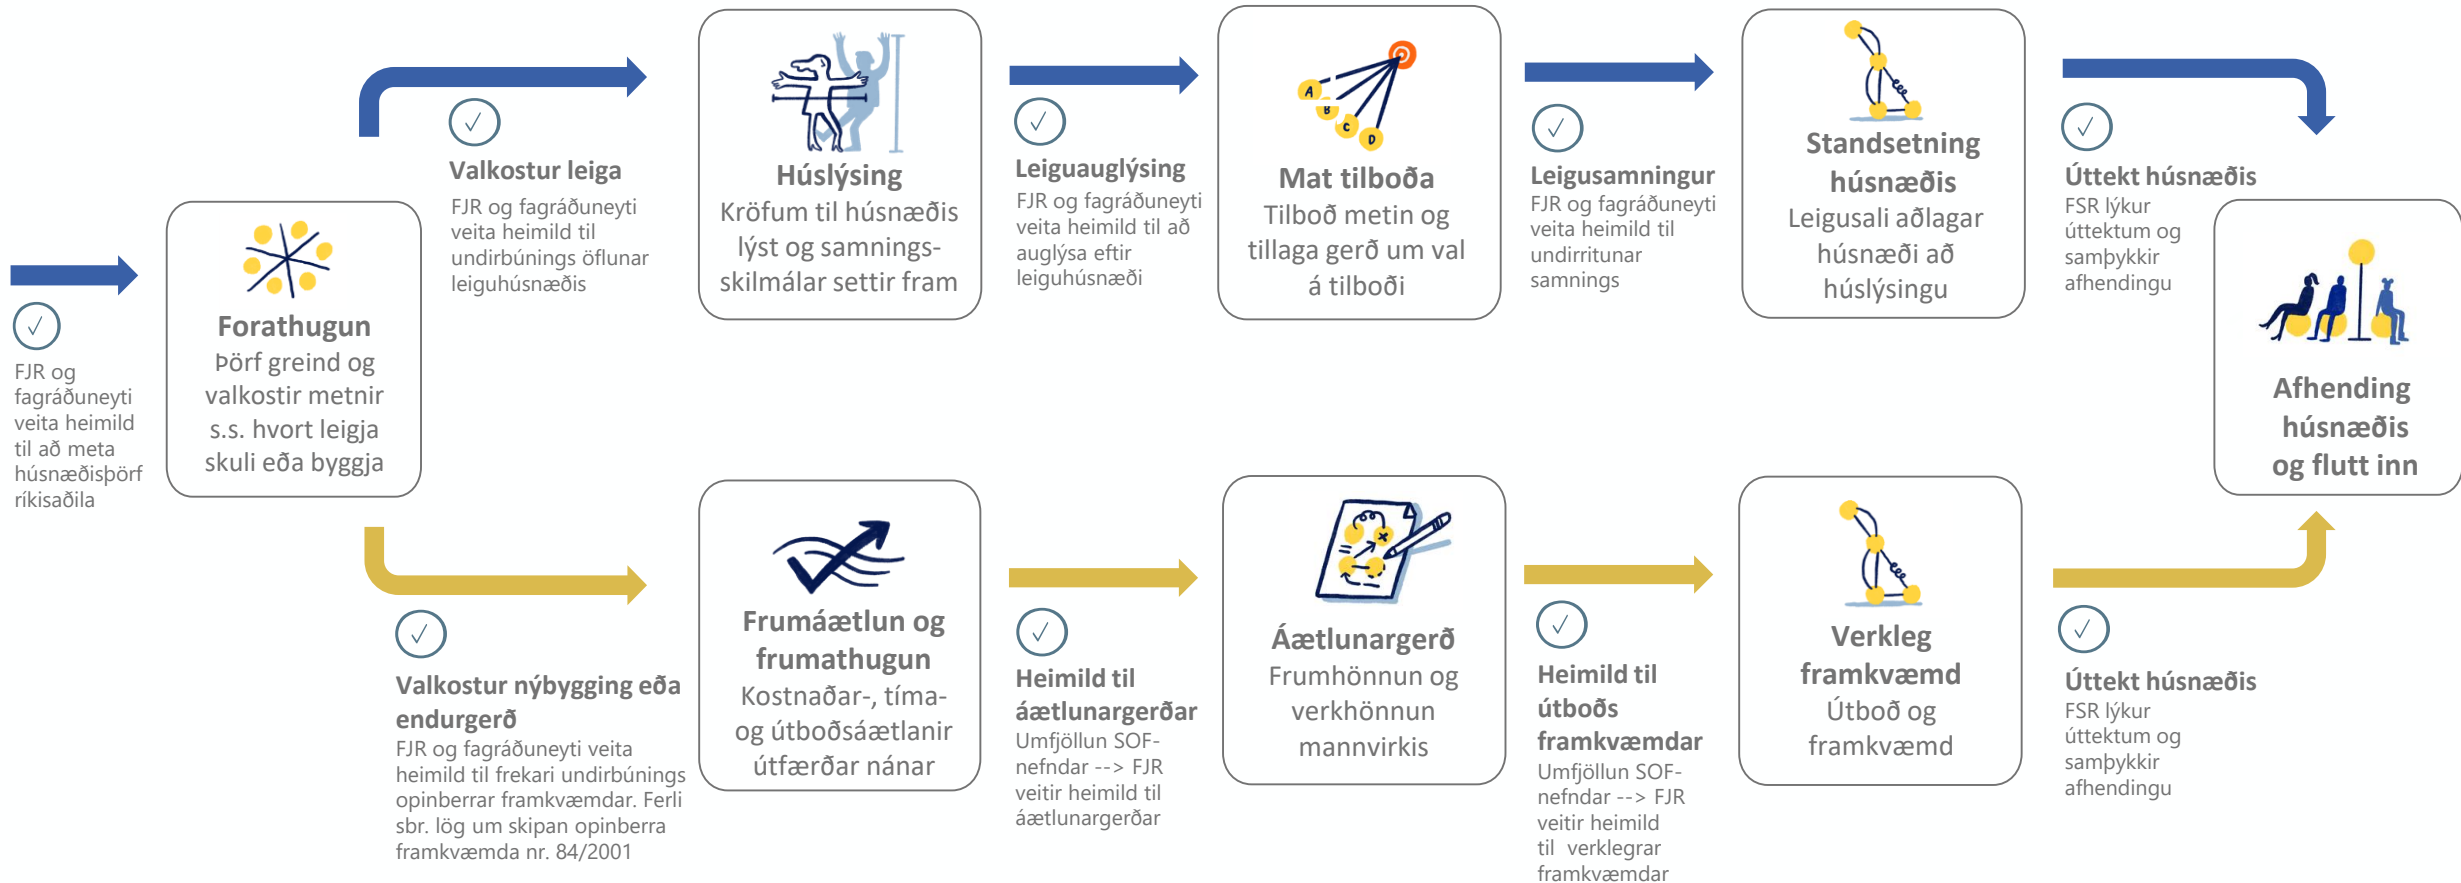 FJR og
fagráðuneyti
veita heimild
til að meta
húsnæðisþörf
ríkisaðila
Forathugun
Þörf greind og
valkostir metnir
s.s. hvort leigja
skuli eða byggja
Valkostur leiga
FJR og fagráðuneyti
veita heimild til
undirbúnings öflunar
leiguhúsnæðis
Húslýsing
Kröfum til húsnæðis
lýst og samnings-
skilmálar settir fram
Leiguauglýsing
FJR og fagráðuneyti
veita heimild til að
auglýsa eftir
leiguhúsnæði
A
B
C
D
Mat tilboða
Tilboð metin og
tillaga gerð um val
á tilboði
Leigusamningur
FJR og fagráðuneyti
veita heimild til
undirritunar
samnings
Standsetning
húsnæðis
Leigusali aðlagar
húsnæði að
húslýsingu
Úttekt húsnæðis
FSR lýkur
úttektum og
samþykkir
afhendingu
Afhending
húsnæðis
og flutt inn
Valkostur nýbygging eða
endurgerð
FJR og fagráðuneyti veita
heimild til frekari undirbúnings
opinberrar framkvæmdar. Ferli
sbr. lög um skipan opinberra
framkvæmda nr. 84/2001
Frumáætlun og
frumathugun
Kostnaðar-, tíma-
og útboðsáætlanir
útfærðar nánar
Heimild til
áætlunargerðar
Umfjöllun SOF-
nefndar --> FJR
veitir heimild til
áætlunargerðar
Áætlunargerð
Frumhönnun og
verkhönnun
mannvirkis
Heimild til
útboðs
framkvæmdar
Umfjöllun SOF-
nefndar --> FJR
veitir heimild
til verklegrar
framkvæmdar
Verkleg
framkvæmd
Útboð og
framkvæmd
Úttekt húsnæðis
FSR lýkur
úttektum og
samþykkir
afhendingu